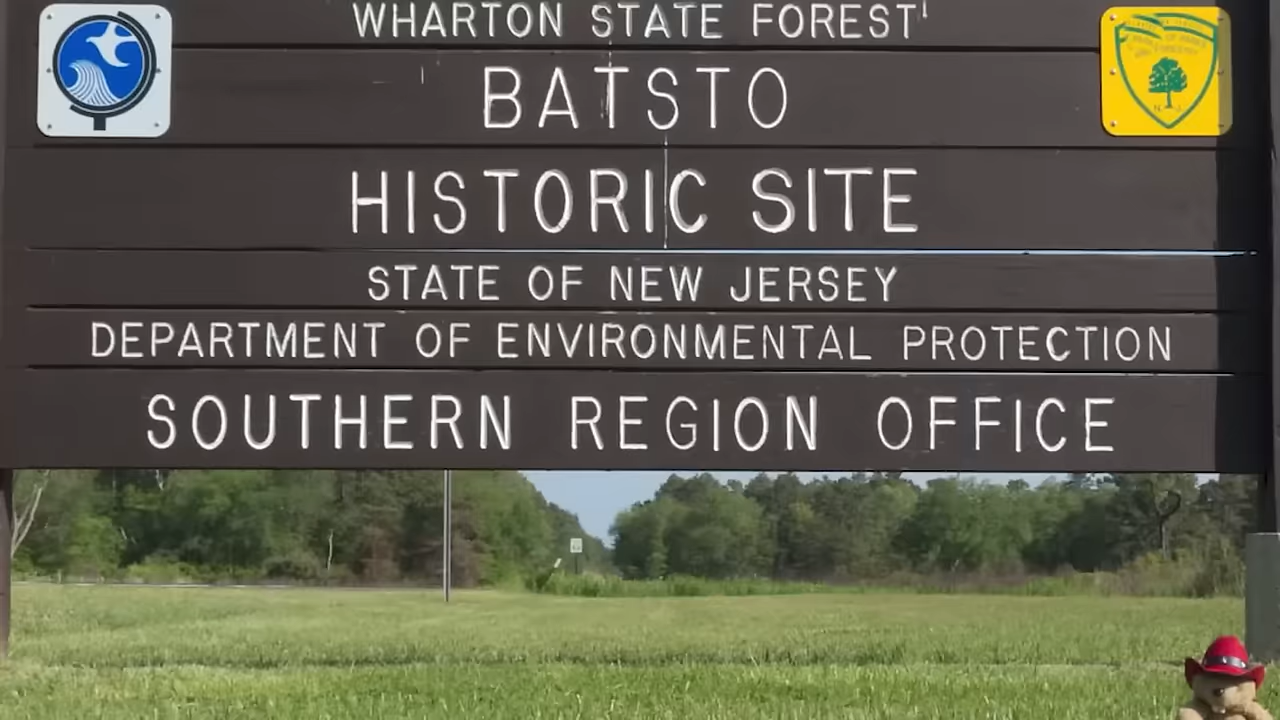 WHARTON STATE FOREST
BATSTO
HISTORIC SITE
STATE OF NEW JERSEY
DEPARTMENT OF ENVIRONMENTAL PROTECTION
SOUTHERN REGION OFFICE
N.J.